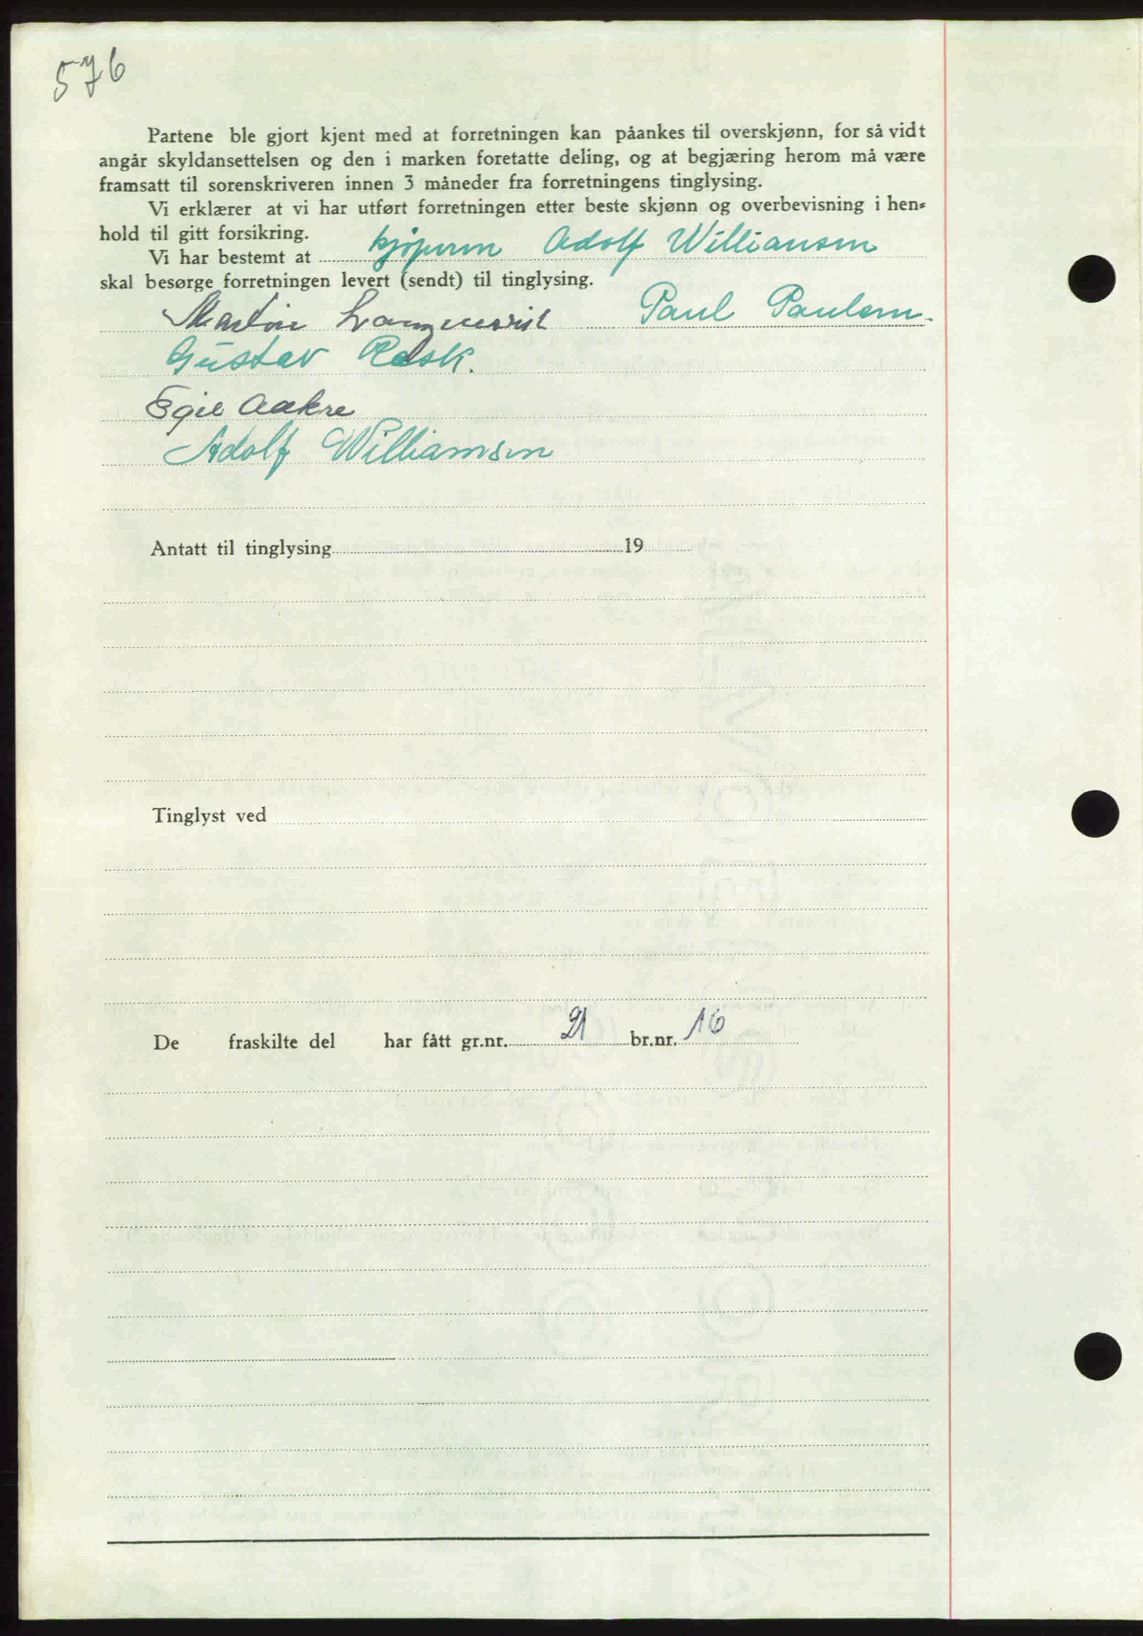 576
Partene ble gjort kjent med at forretningen kan påankes til overskjønn, for så vidt
angår skyldansettelsen og den i marken foretatte deling, og at begjæring herom må være
framsatt til sorenskriveren innen 3 måneder fra forretningens tinglysing.
Vi erklærer at vi har utført forretningen etter beste skjønn og overbevisning i hen-
hold til gitt forsikring.
Vi har bestemt at kjøperen Adolf Williamsen
skal besørge forretningen levert (sendt) til tinglysing.
Martin Paul Paulsen.
Gustav Rask.
Egil Aakre
Adolf Williamsen
Antatt til tinglysing 19
Tinglyst ved
De fraskilte del har fått gr.nr. 21 br.nr. 16